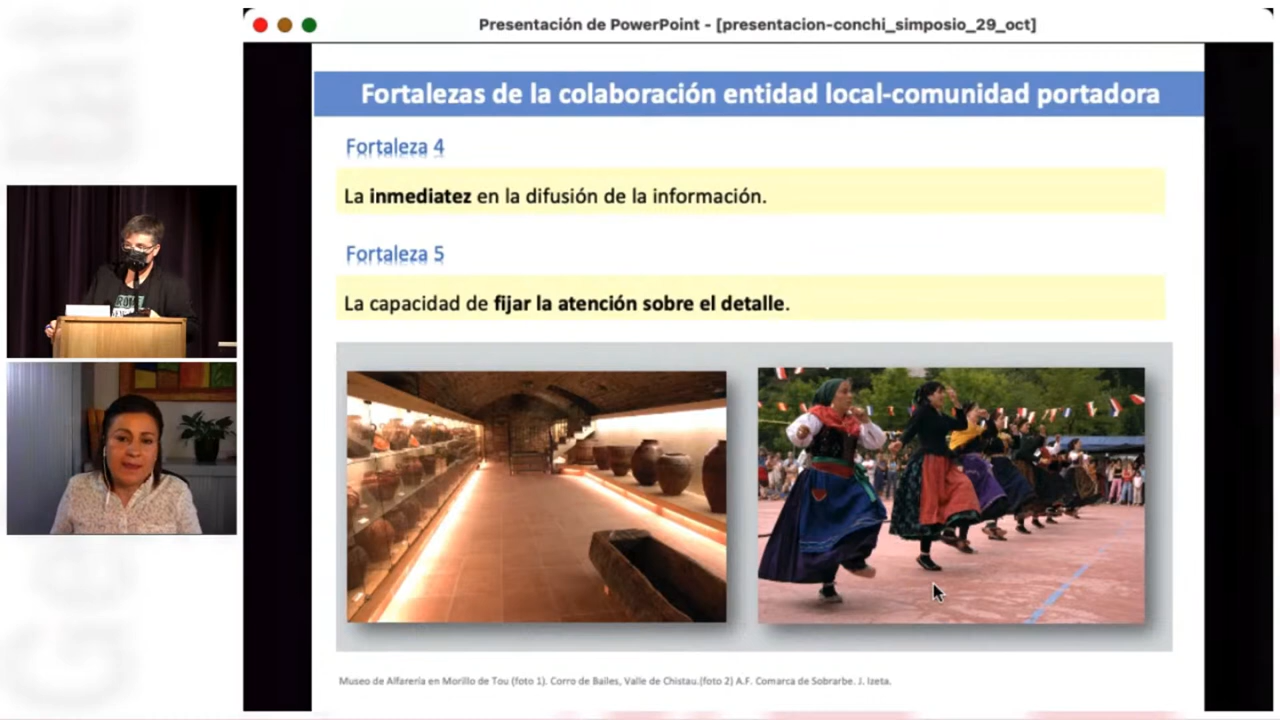 Presentación de PowerPoint - [presentacion-conchi_simposio_29_oct]
Fortalezas de la colaboración entidad local-comunidad portadora
Fortaleza 4
La inmediatez en la difusión de la información.
Fortaleza 5
La capacidad de fijar la atención sobre el detalle.
Museo de Alfarería en Morillo de Tou (foto 1). Corro de Bailes, Valle de Chistau.(foto 2) A.F. Comarca de Sobrarbe. J. Izeta.